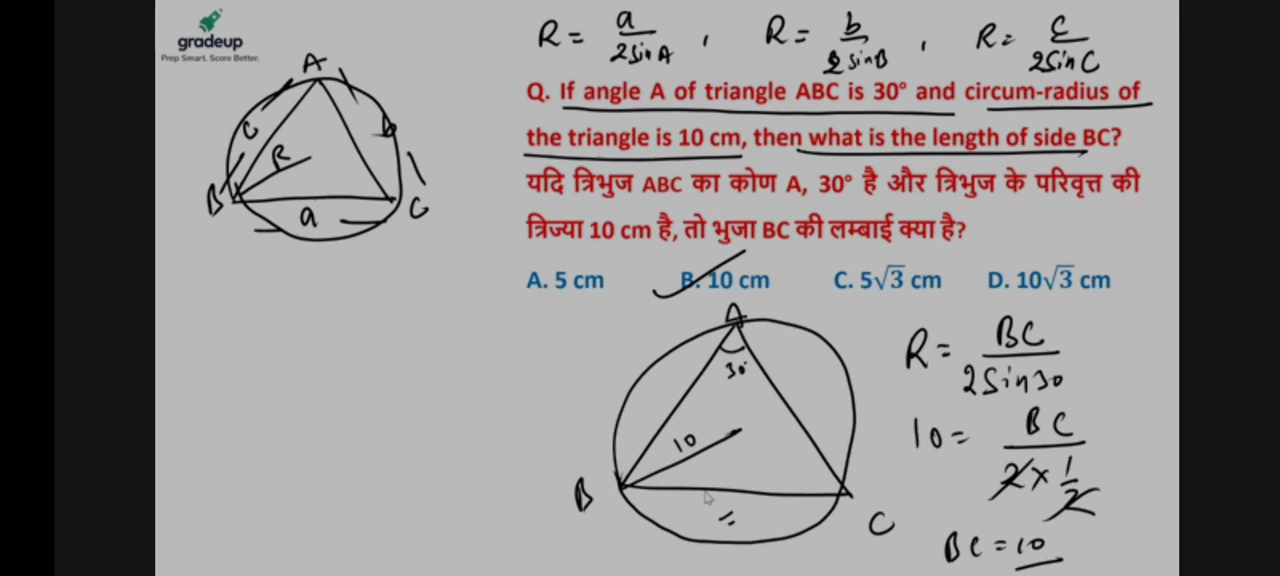 gradeup
Prep Smart. Score Better.
R = a/2SinA , R = b/2SinB , R = c/2SinC
Q. If angle A of triangle ABC is 30° and circum-radius of
the triangle is 10 cm, then what is the length of side BC?
यदि त्रिभुज ABC का कोण A, 30° है और त्रिभुज के परिवृत्त की
त्रिज्या 10 cm है, तो भुजा BC की लम्बाई क्या है?
A. 5 cm B. 10 cm C. 5√3 cm D. 10√3 cm
A
c b
R
B a C
A
30°
10
B C
R = BC/2Sin30
10 = BC/2×1/2
BC = 10